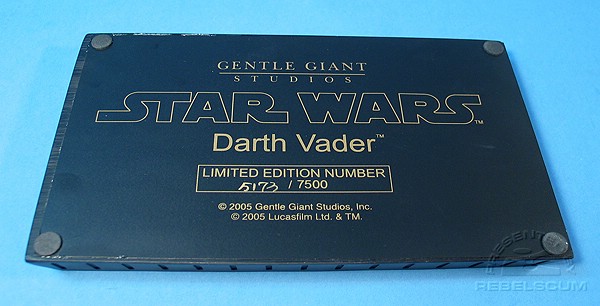 GENTLE GIANT
STUDIOS
STAR WARS™
Darth Vader™
LIMITED EDITION NUMBER
5173 / 7500
© 2005 Gentle Giant Studios, Inc.
© 2005 Lucasfilm Ltd. & TM.
REBELSCUM